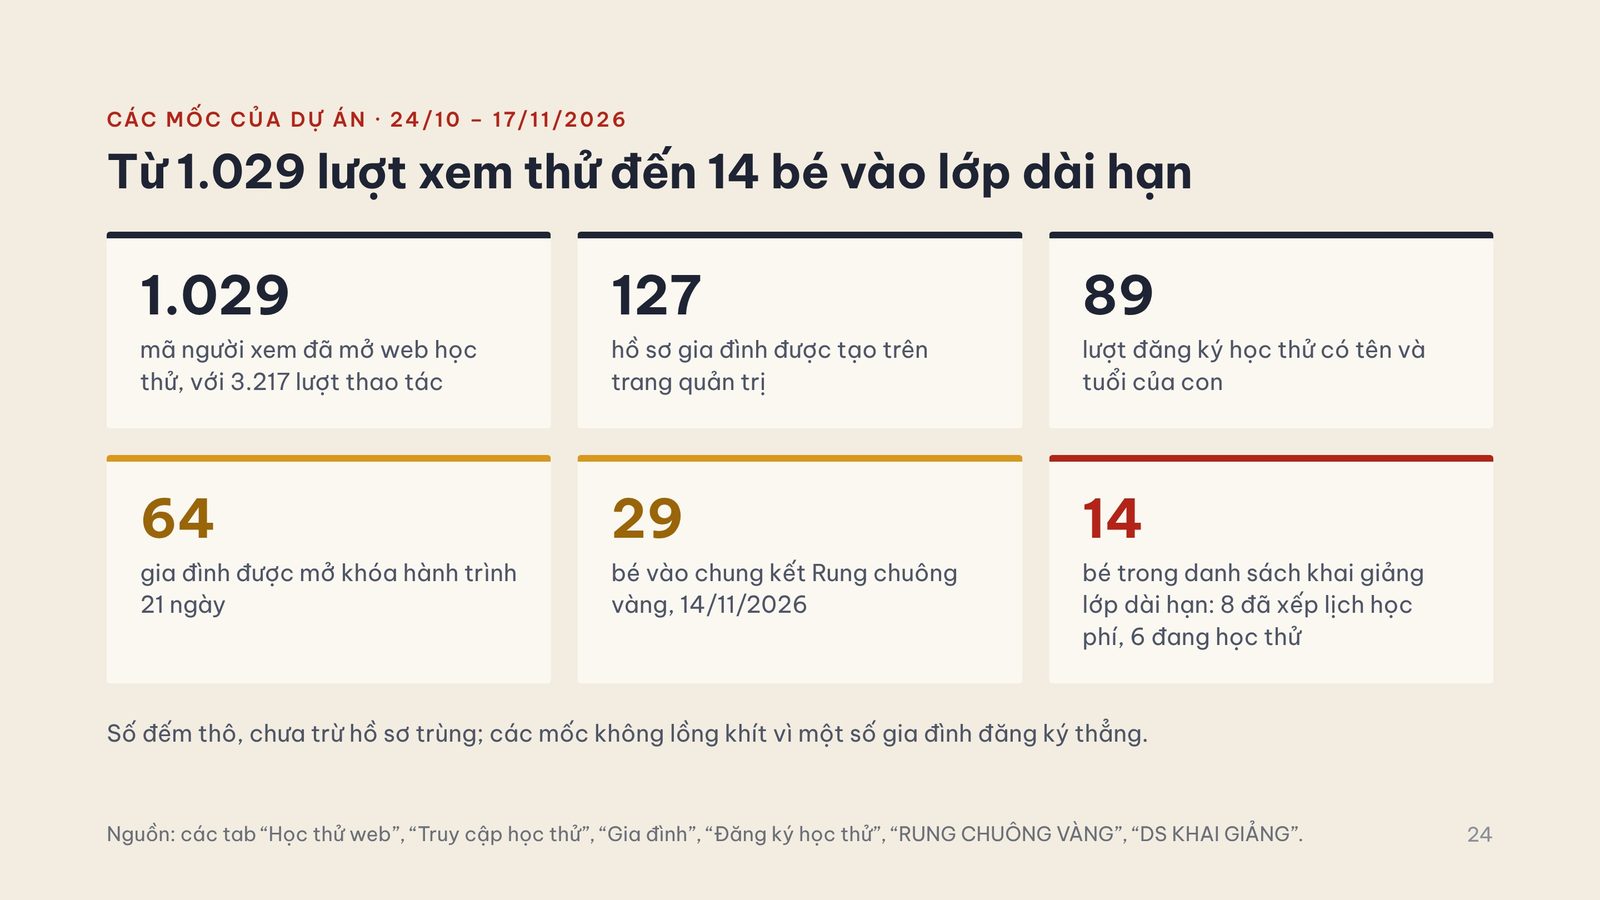 CÁC MỐC CỦA DỰ ÁN · 24/10 – 17/11/2026
Từ 1.029 lượt xem thử đến 14 bé vào lớp dài hạn
1.029
mã người xem đã mở web học
thử, với 3.217 lượt thao tác
127
hồ sơ gia đình được tạo trên
trang quản trị
89
lượt đăng ký học thử có tên và
tuổi của con
64
gia đình được mở khóa hành trình
21 ngày
29
bé vào chung kết Rung chuông
vàng, 14/11/2026
14
bé trong danh sách khai giảng
lớp dài hạn: 8 đã xếp lịch học
phí, 6 đang học thử
Số đếm thô, chưa trừ hồ sơ trùng; các mốc không lồng khít vì một số gia đình đăng ký thẳng.
Nguồn: các tab “Học thử web”, “Truy cập học thử”, “Gia đình”, “Đăng ký học thử”, “RUNG CHUÔNG VÀNG”, “DS KHAI GIẢNG”.
24